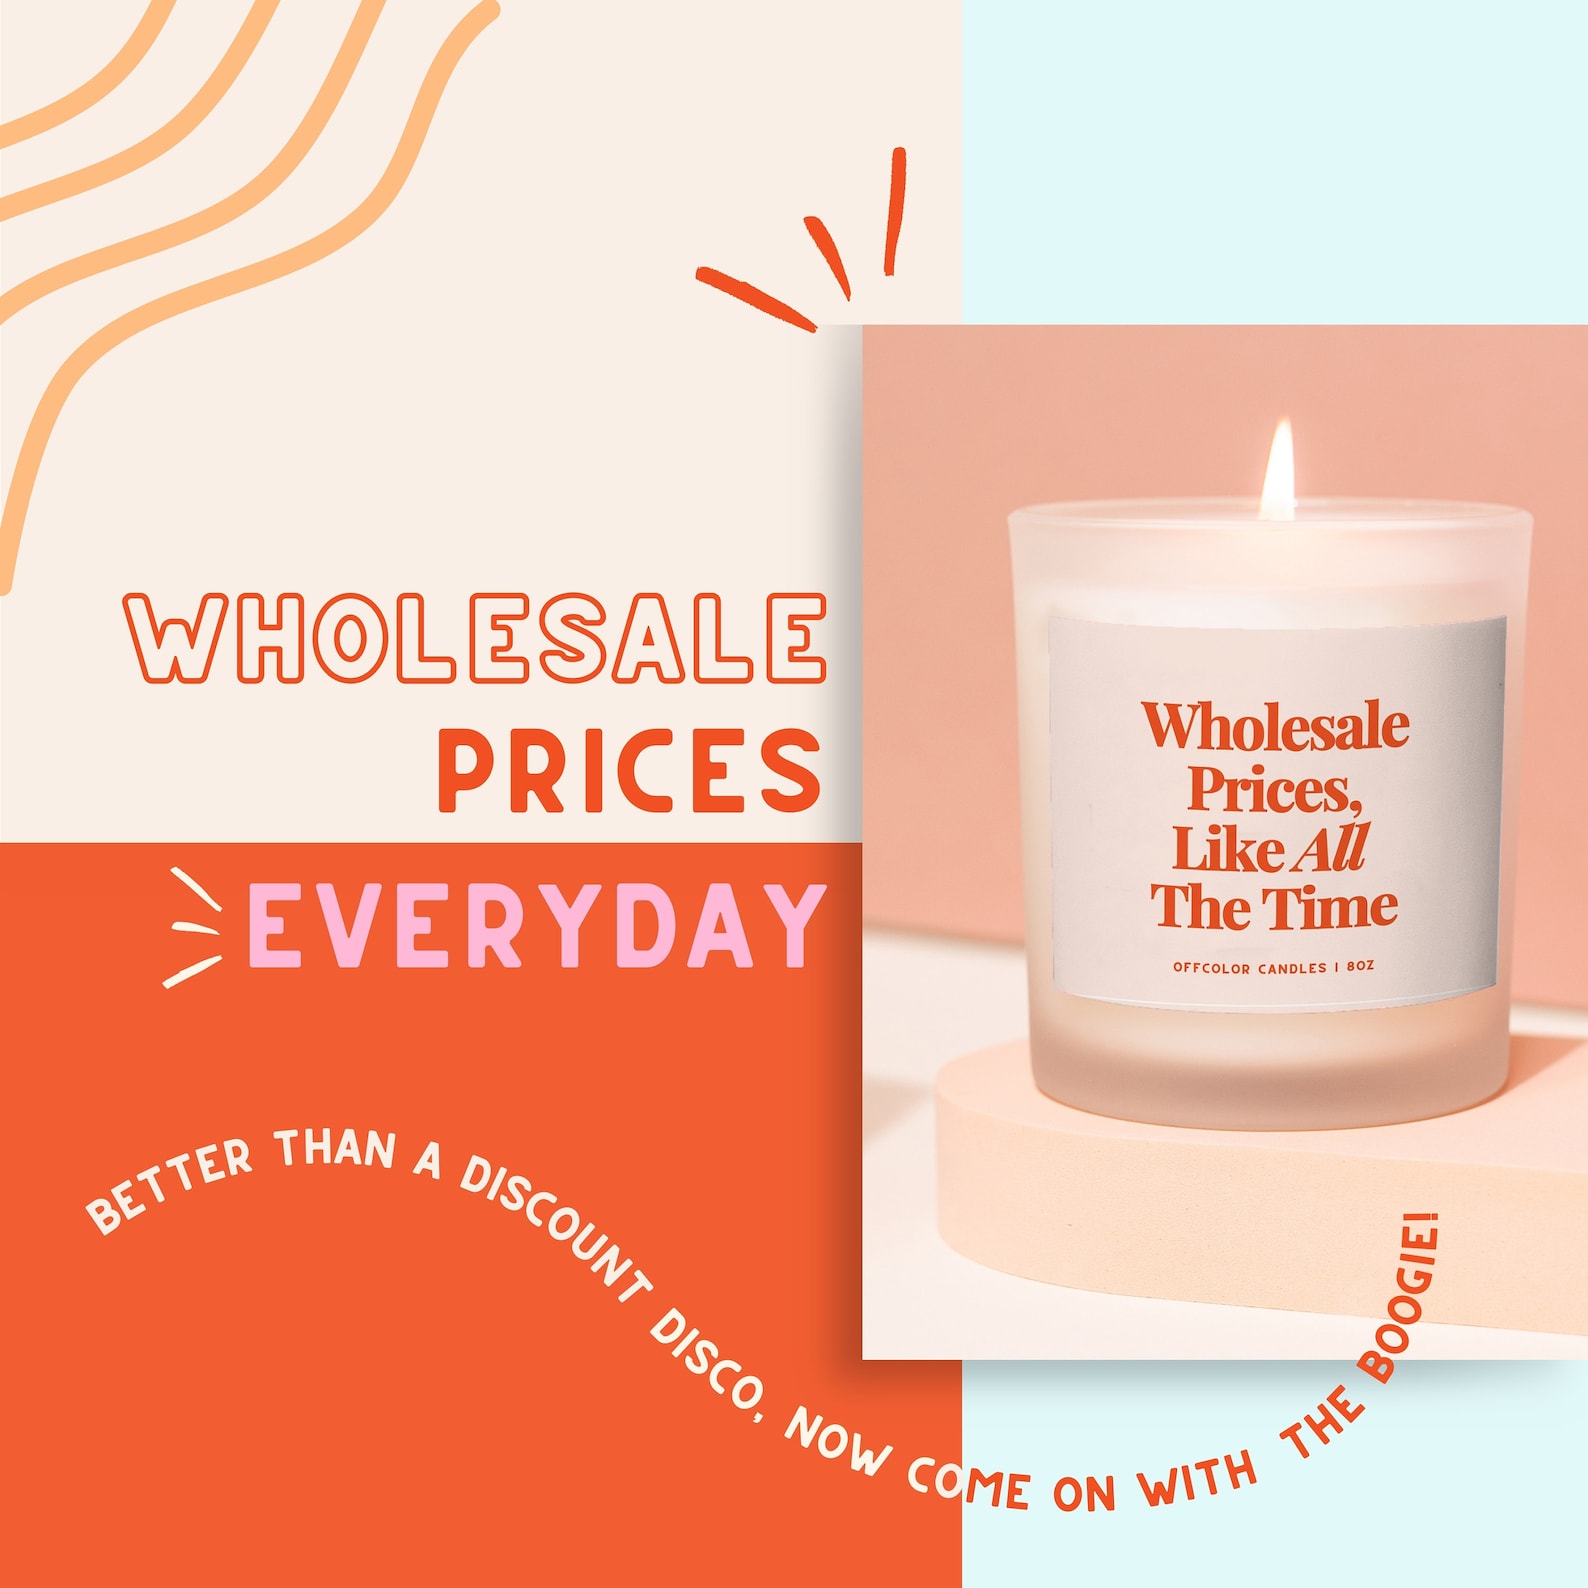 WHOLESALE
PRICES
EVERYDAY
Wholesale
Prices,
Like All
The Time
OFFCOLOR CANDLES | 8OZ
BETTER THAN A DISCOUNT DISCO, NOW COME ON WITH THE BOOGIE!